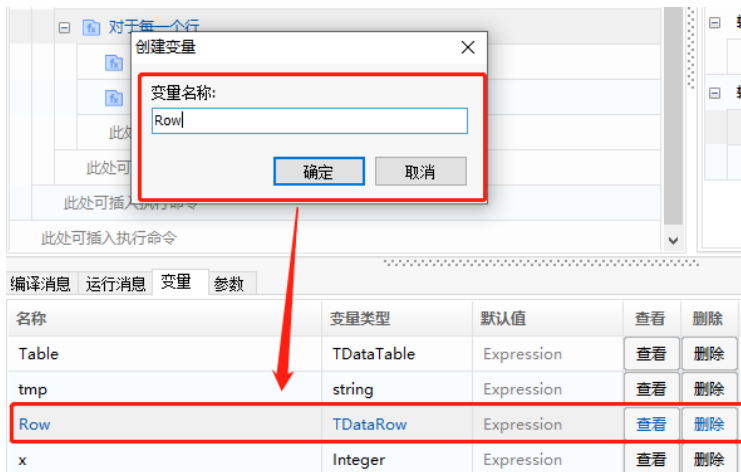 对于每一个行
创建变量
变量名称:
Row
确定
取消
此处可
此处可插入执行命令
此处可插入执行命令
编译消息 运行消息 变量 参数
名称 变量类型 默认值 查看 删除
Table TDataTable Expression 查看 删除
tmp string Expression 查看 删除
Row TDataRow Expression 查看 删除
x Integer Expression 查看 删除